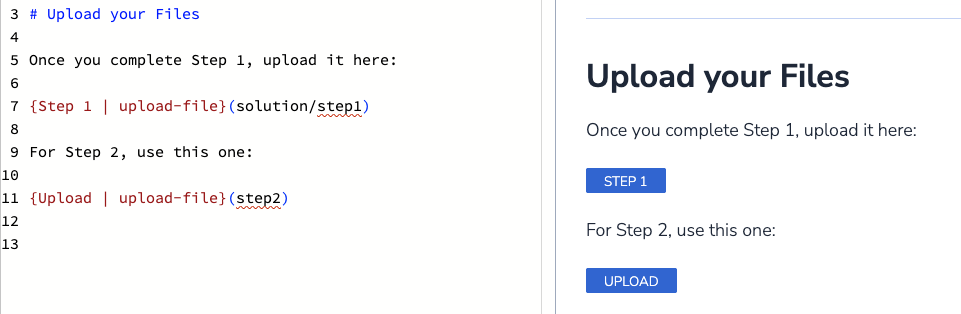 3 # Upload your Files
4
5 Once you complete Step 1, upload it here:
6
7 {Step 1 | upload-file}(solution/step1)
8
9 For Step 2, use this one:
10
11 {Upload | upload-file}(step2)
12
13
Upload your Files
Once you complete Step 1, upload it here:
STEP 1
For Step 2, use this one:
UPLOAD